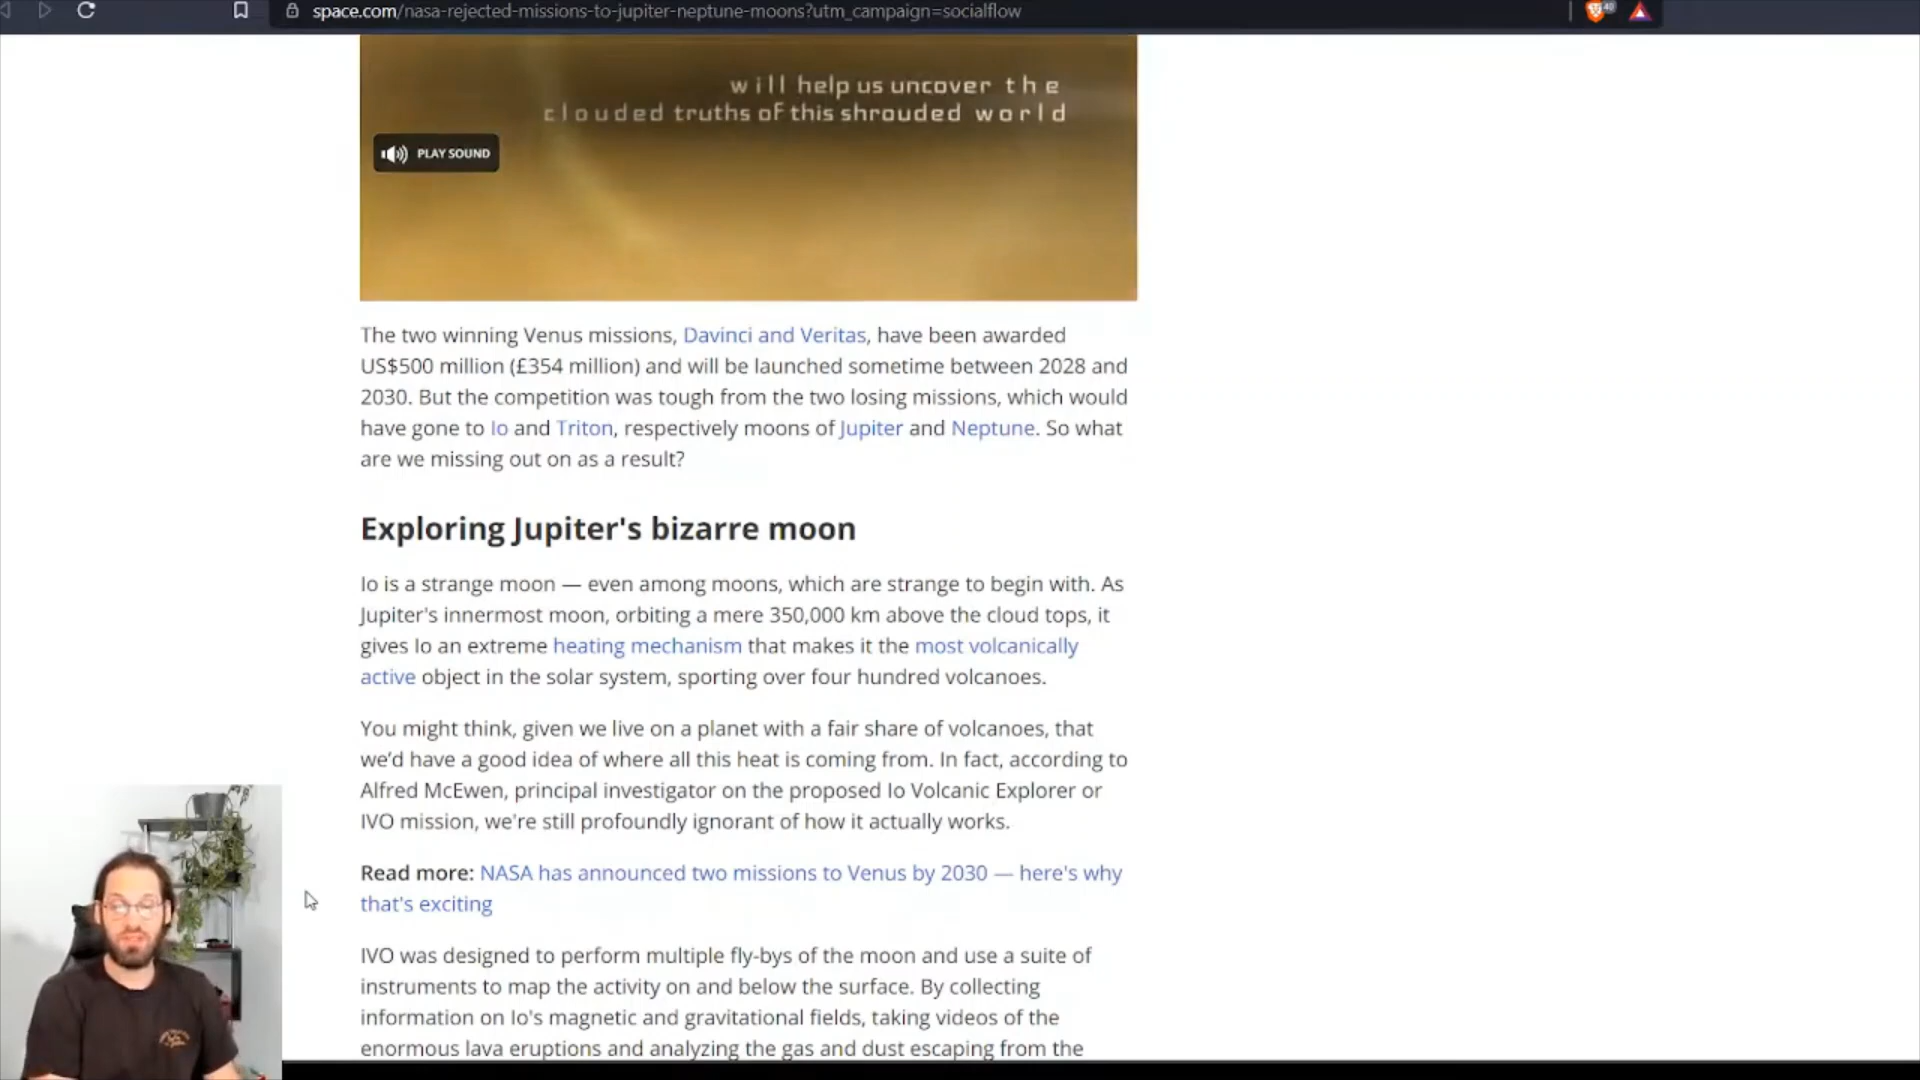 space.com/nasa-rejected-missions-to-jupiter-neptune-moons?utm_campaign=socialflow
40
will help us uncover the
clouded truths of this shrouded world
PLAY SOUND
The two winning Venus missions, Davinci and Veritas, have been awarded
US$500 million (£354 million) and will be launched sometime between 2028 and
2030. But the competition was tough from the two losing missions, which would
have gone to Io and Triton, respectively moons of Jupiter and Neptune. So what
are we missing out on as a result?
Exploring Jupiter's bizarre moon
Io is a strange moon — even among moons, which are strange to begin with. As
Jupiter's innermost moon, orbiting a mere 350,000 km above the cloud tops, it
gives Io an extreme heating mechanism that makes it the most volcanically
active object in the solar system, sporting over four hundred volcanoes.
You might think, given we live on a planet with a fair share of volcanoes, that
we’d have a good idea of where all this heat is coming from. In fact, according to
Alfred McEwen, principal investigator on the proposed Io Volcanic Explorer or
IVO mission, we're still profoundly ignorant of how it actually works.
Read more: NASA has announced two missions to Venus by 2030 — here's why
that's exciting
IVO was designed to perform multiple fly-bys of the moon and use a suite of
instruments to map the activity on and below the surface. By collecting
information on Io's magnetic and gravitational fields, taking videos of the
enormous lava eruptions and analyzing the gas and dust escaping from the